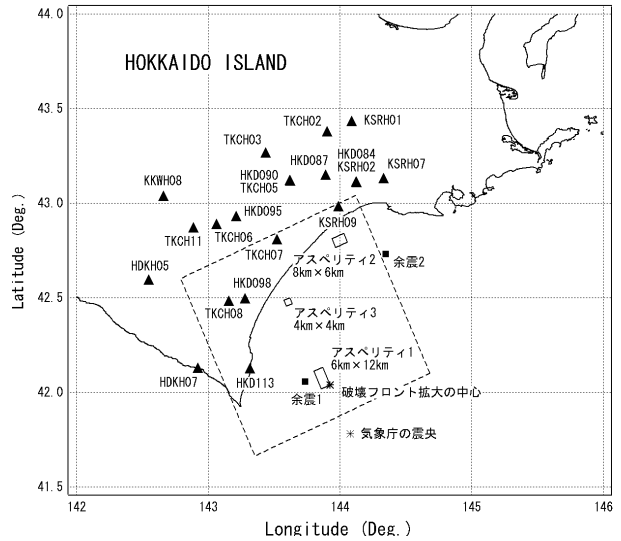 44.0
HOKKAIDO ISLAND
43.5
TKCH02
KSRH01
TKCH03
HKD084
HKD087
KSRH02
KSRH07
HKD090
TKCH05
KKWH08
43.0
HKD095
KSRH09
TKCH11
TKCH06
TKCH07
アスペリティ2
8km×6km
余震2
HDKH05
HKD098
42.5
TKCH08
アスペリティ3
4km×4km
アスペリティ1
6km×12km
HDKH07
HKD113
42.0
余震1
破壊フロント拡大の中心
気象庁の震央
41.5
142
143
144
145
146
Latitude (Deg.)
Longitude (Deg.)